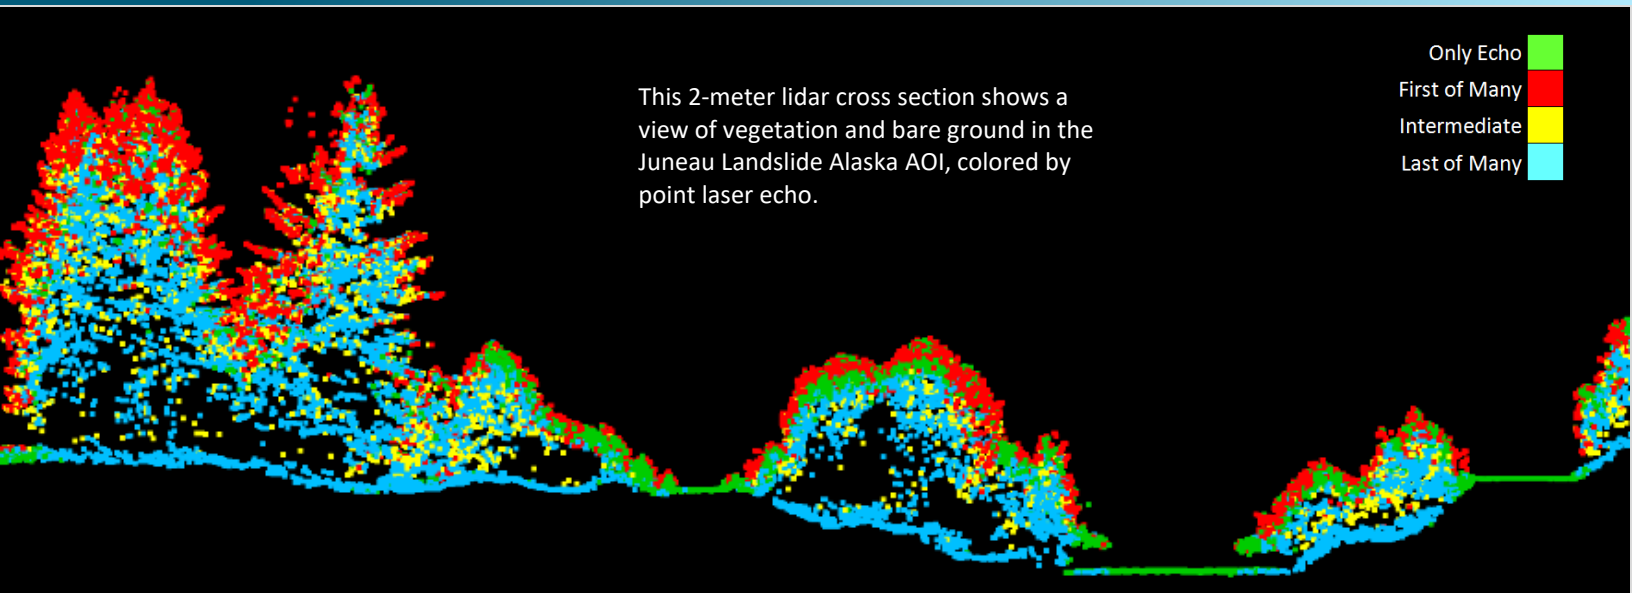 This 2-meter lidar cross section shows a
view of vegetation and bare ground in the
Juneau Landslide Alaska AOI, colored by
point laser echo.
Only Echo
First of Many
Intermediate
Last of Many